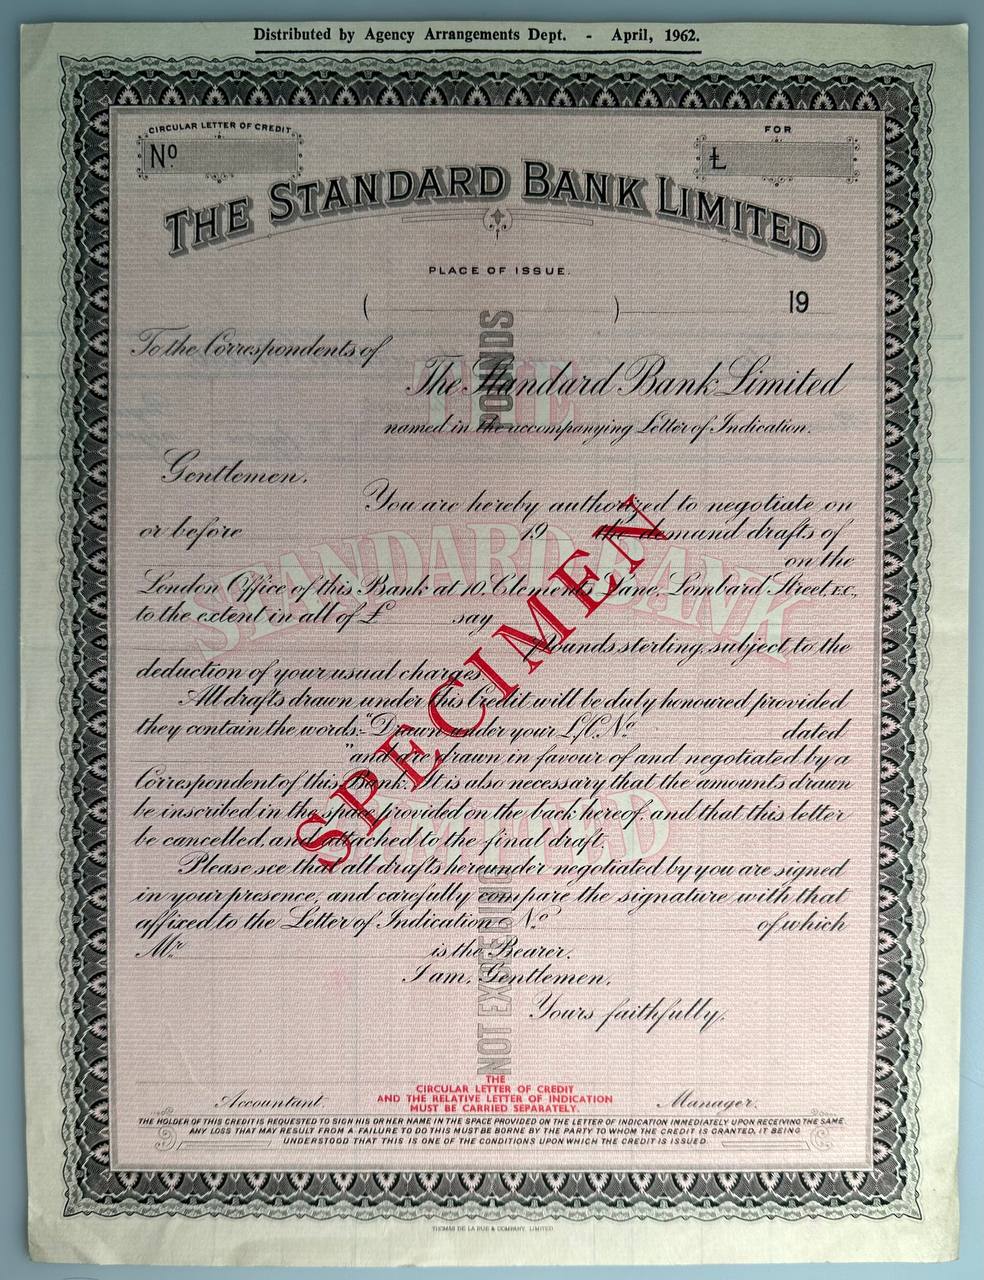 Distributed by Agency Arrangements Dept. - April, 1962.
CIRCULAR LETTER OF CREDIT
FOR
No
£
THE STANDARD BANK LIMITED
PLACE OF ISSUE.
( ) 19
To the Correspondents of
The Standard Bank Limited
named in the accompanying Letter of Indication.
Gentlemen,
You are hereby authorized to negotiate on
or before 19 the demand drafts of
on the
London Office of this Bank at 10, Clements Lane, Lombard Street, E.C.,
to the extent in all of £ say
Pounds sterling, subject to the
deduction of your usual charges.
All drafts drawn under this Credit will be duly honoured provided
they contain the words:- "Drawn under your L/C. No. dated
" and are drawn in favour of and negotiated by a
Correspondent of this Bank. It is also necessary that the amounts drawn
be inscribed in the space provided on the back hereof, and that this letter
be cancelled, and attached to the final draft.
Please see that all drafts hereunder negotiated by you are signed
in your presence, and carefully compare the signature with that
affixed to the Letter of Indication No. of which
Mr. is the Bearer.
I am, Gentlemen,
Yours faithfully,
SPECIMEN
THE STANDARD BANK LIMITED
NOT EXCEEDING POUNDS
THE
CIRCULAR LETTER OF CREDIT
AND THE RELATIVE LETTER OF INDICATION
MUST BE CARRIED SEPARATELY.
Accountant. Manager.
THE HOLDER OF THIS CREDIT IS REQUESTED TO SIGN HIS OR HER NAME IN THE SPACE PROVIDED ON THE LETTER OF INDICATION IMMEDIATELY UPON RECEIVING THE SAME
ANY LOSS THAT MAY RESULT FROM A FAILURE TO DO THIS MUST BE BORNE BY THE PARTY TO WHOM THE CREDIT IS GRANTED, IT BEING
UNDERSTOOD THAT THIS IS ONE OF THE CONDITIONS UPON WHICH THE CREDIT IS ISSUED
THOMAS DE LA RUE & COMPANY, LIMITED